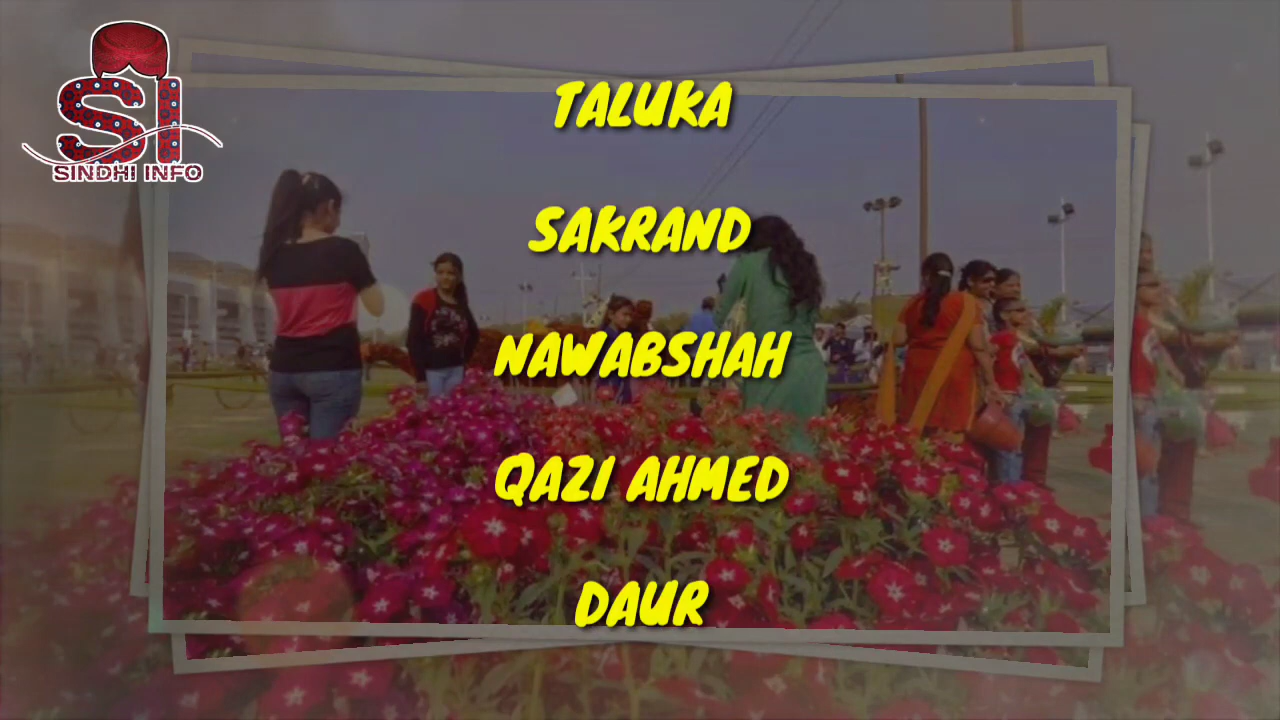 SI
SINDHI INFO
TALUKA
SAKRAND
NAWABSHAH
QAZI AHMED
DAUR